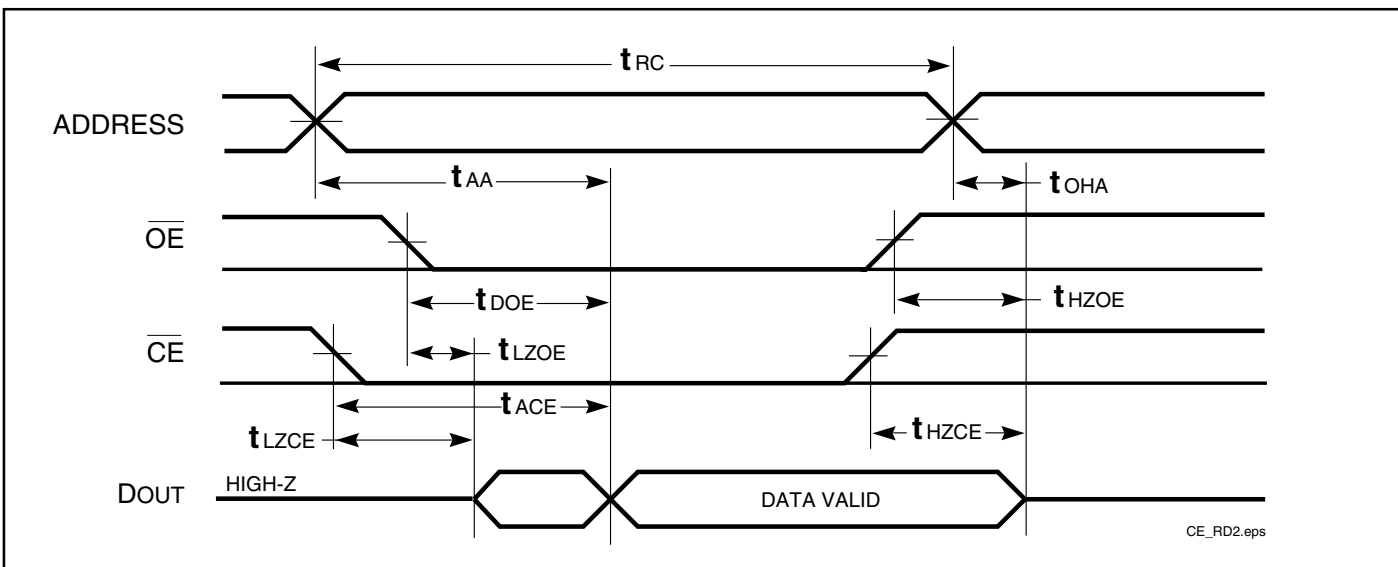 tRC
ADDRESS
tAA
tOHA
OE
tDOE
tHZOE
CE
tLZOE
tACE
tLZCE
tHZCE
DOUT
HIGH-Z
DATA VALID
CE_RD2.eps